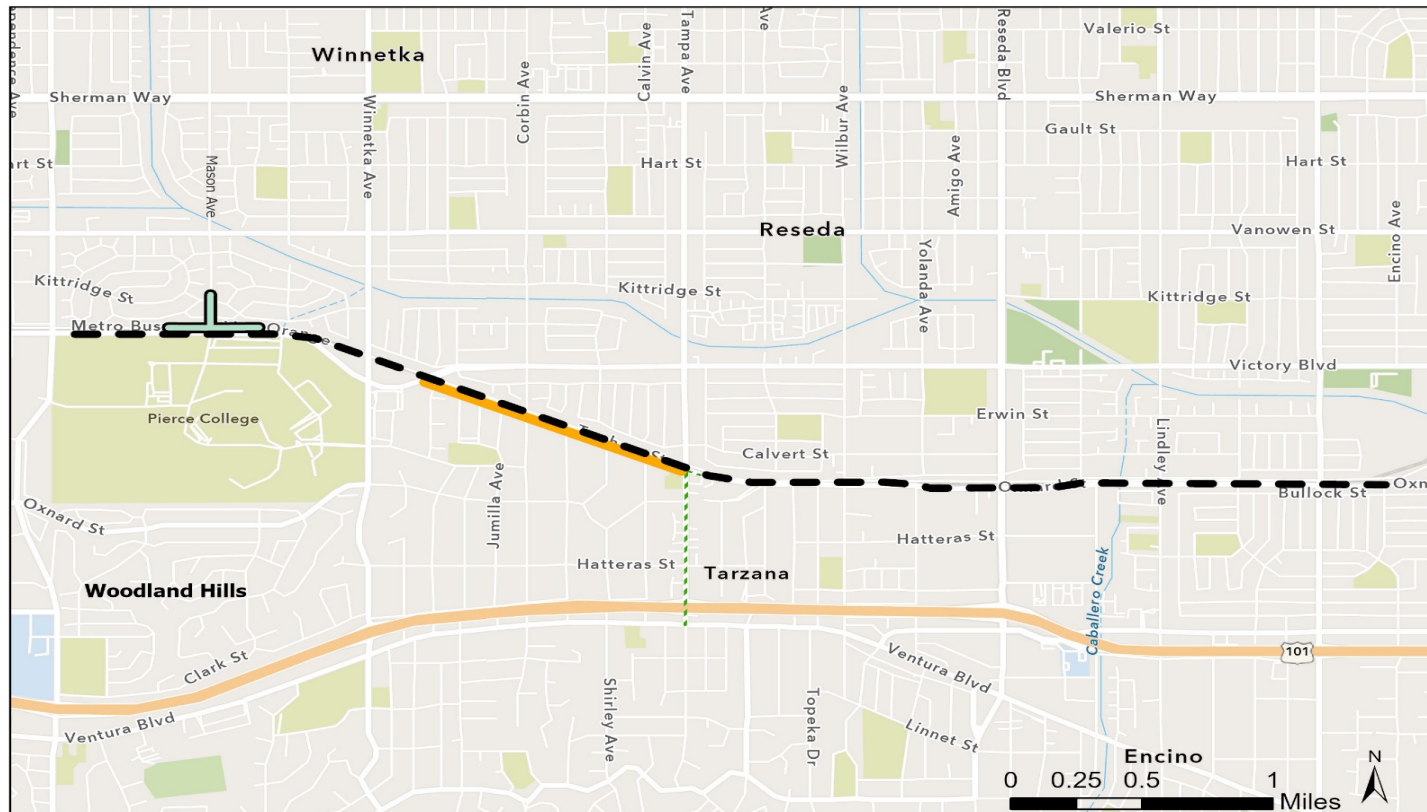 Valerio St
Winnetka
Reseda Blvd
Tampa Ave
Calvin Ave
Corbin Ave
Winnetka Ave
Sherman Way
Sherman Way
Wilbur Ave
Gault St
Amigo Ave
Hart St
Hart St
Mason Ave
Reseda
Vanowen St
Encino Ave
Yolanda Ave
Kittridge St
Kittridge St
Kittridge St
Metro Bus
Orange
Victory Blvd
Pierce College
Erwin St
Lindley Ave
Calvert St
Jumilla Ave
Oxnard St
Bullock St
Oxnard St
Hatteras St
Hatteras St
Tarzana
Woodland Hills
Caballero Creek
101
Clark St
Ventura Blvd
Ventura Blvd
Shirley Ave
Topeka Dr
Linnet St
Encino
N
0 0.25 0.5 1
Miles